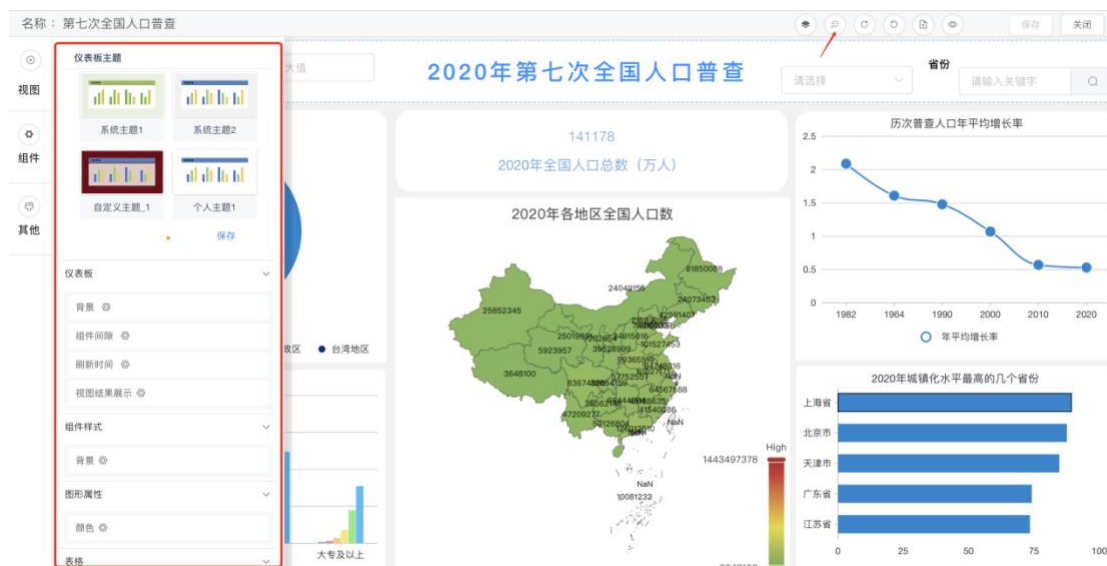 名称： 第七次全国人口普查
保存
关闭
视图
组件
其他
仪表板主题
系统主题1
系统主题2
自定义主题_1
个人主题1
保存
仪表板
背景
组件间隙
刷新时间
视图结果展示
组件样式
背景
图形属性
颜色
表格
大值
2020年第七次全国人口普查
请选择
省份
请输入关键字
政区
台湾地区
大专及以上
141178
2020年全国人口总数（万人）
2020年各地区全国人口数
31850088
24049155
24073453
25852345
5923957
3648100
101527453
64567588
41540086
47209277
NaN
NaN
10081232
High
1443497378
历次普查人口年平均增长率
2.5
2
1.5
1
0.5
0
1982
1964
1990
2000
2010
2020
年平均增长率
2020年城镇化水平最高的几个省份
上海省
北京市
天津市
广东省
江苏省
0
25
50
75
100